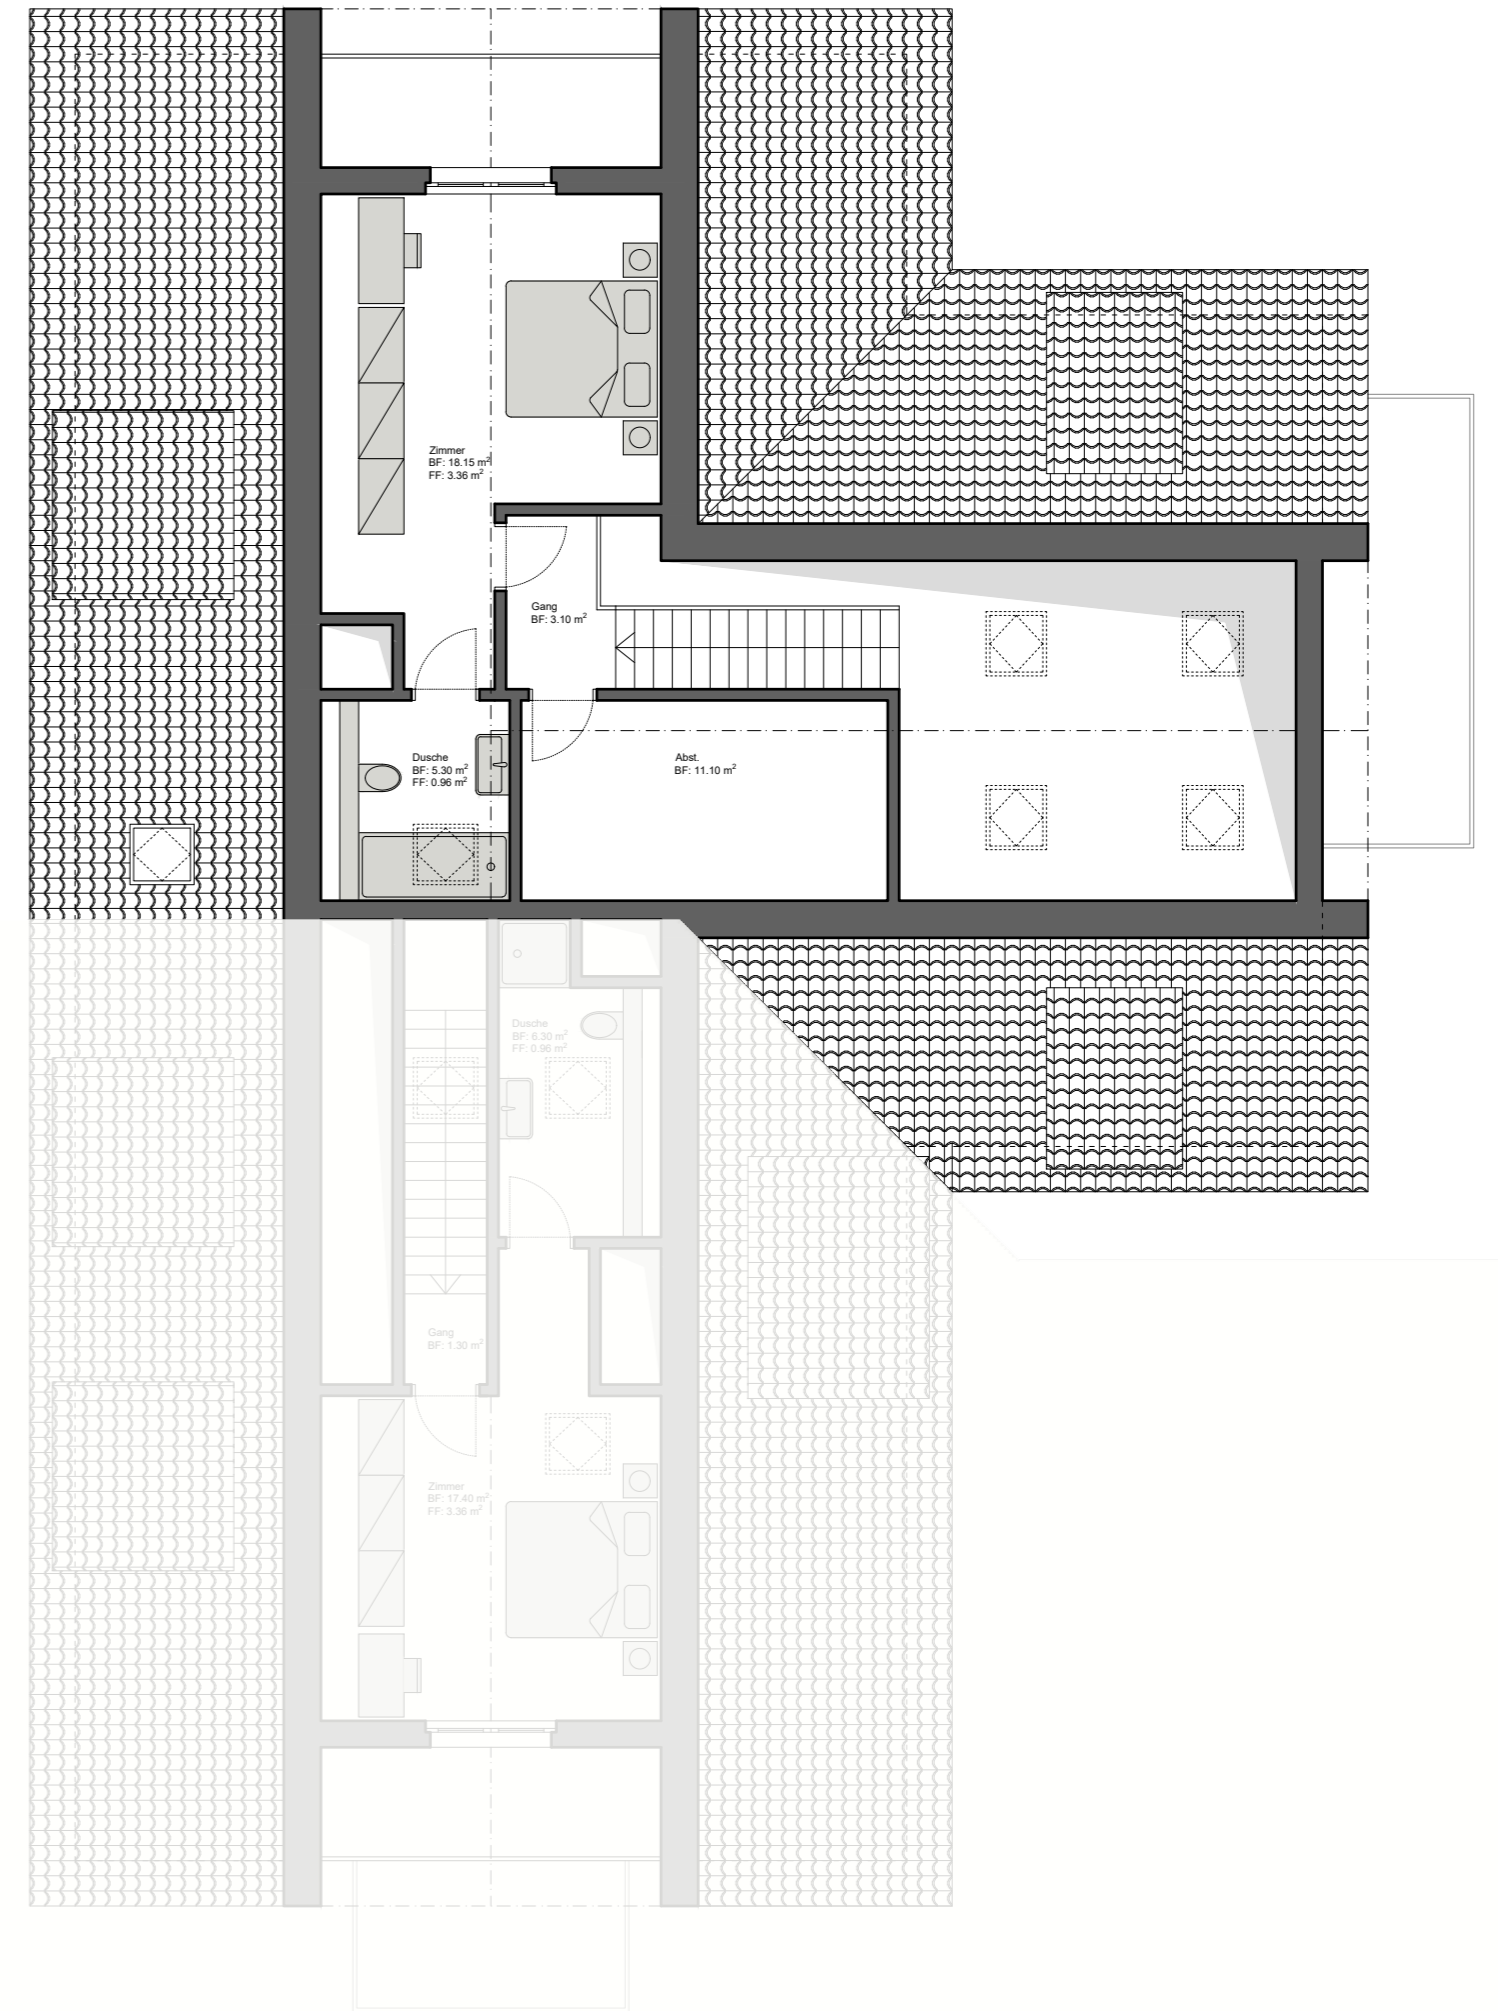 Zimmer
BF: 18.15 m²
FF: 3.36 m²
Gang
BF: 3.10 m²
Dusche
BF: 5.30 m²
FF: 0.96 m²
Abst.
BF: 11.10 m²
Dusche
BF: 6.30 m²
FF: 0.96 m²
Gang
BF: 1.30 m²
Zimmer
BF: 17.40 m²
FF: 3.36 m²